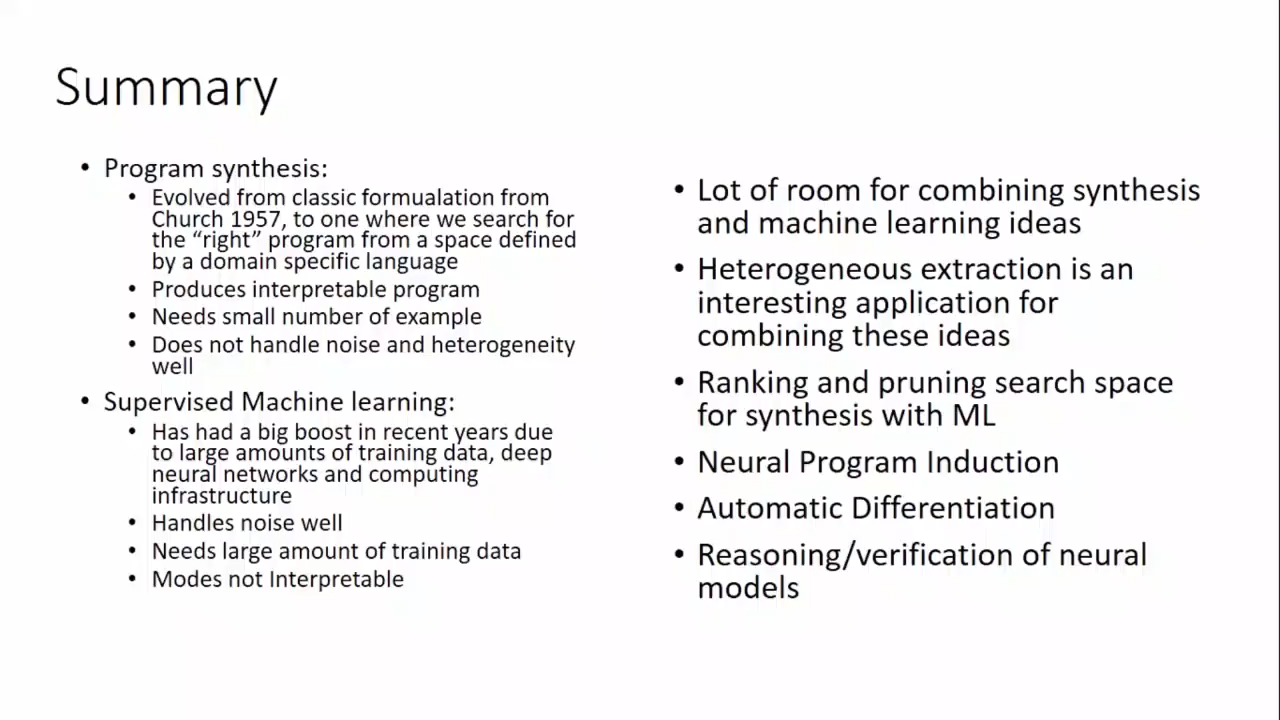 Summary
• Program synthesis:
• Evolved from classic formualation from
Church 1957, to one where we search for
the “right” program from a space defined
by a domain specific language
• Produces interpretable program
• Needs small number of example
• Does not handle noise and heterogeneity
well
• Supervised Machine learning:
• Has had a big boost in recent years due
to large amounts of training data, deep
neural networks and computing
infrastructure
• Handles noise well
• Needs large amount of training data
• Modes not Interpretable
• Lot of room for combining synthesis
and machine learning ideas
• Heterogeneous extraction is an
interesting application for
combining these ideas
• Ranking and pruning search space
for synthesis with ML
• Neural Program Induction
• Automatic Differentiation
• Reasoning/verification of neural
models